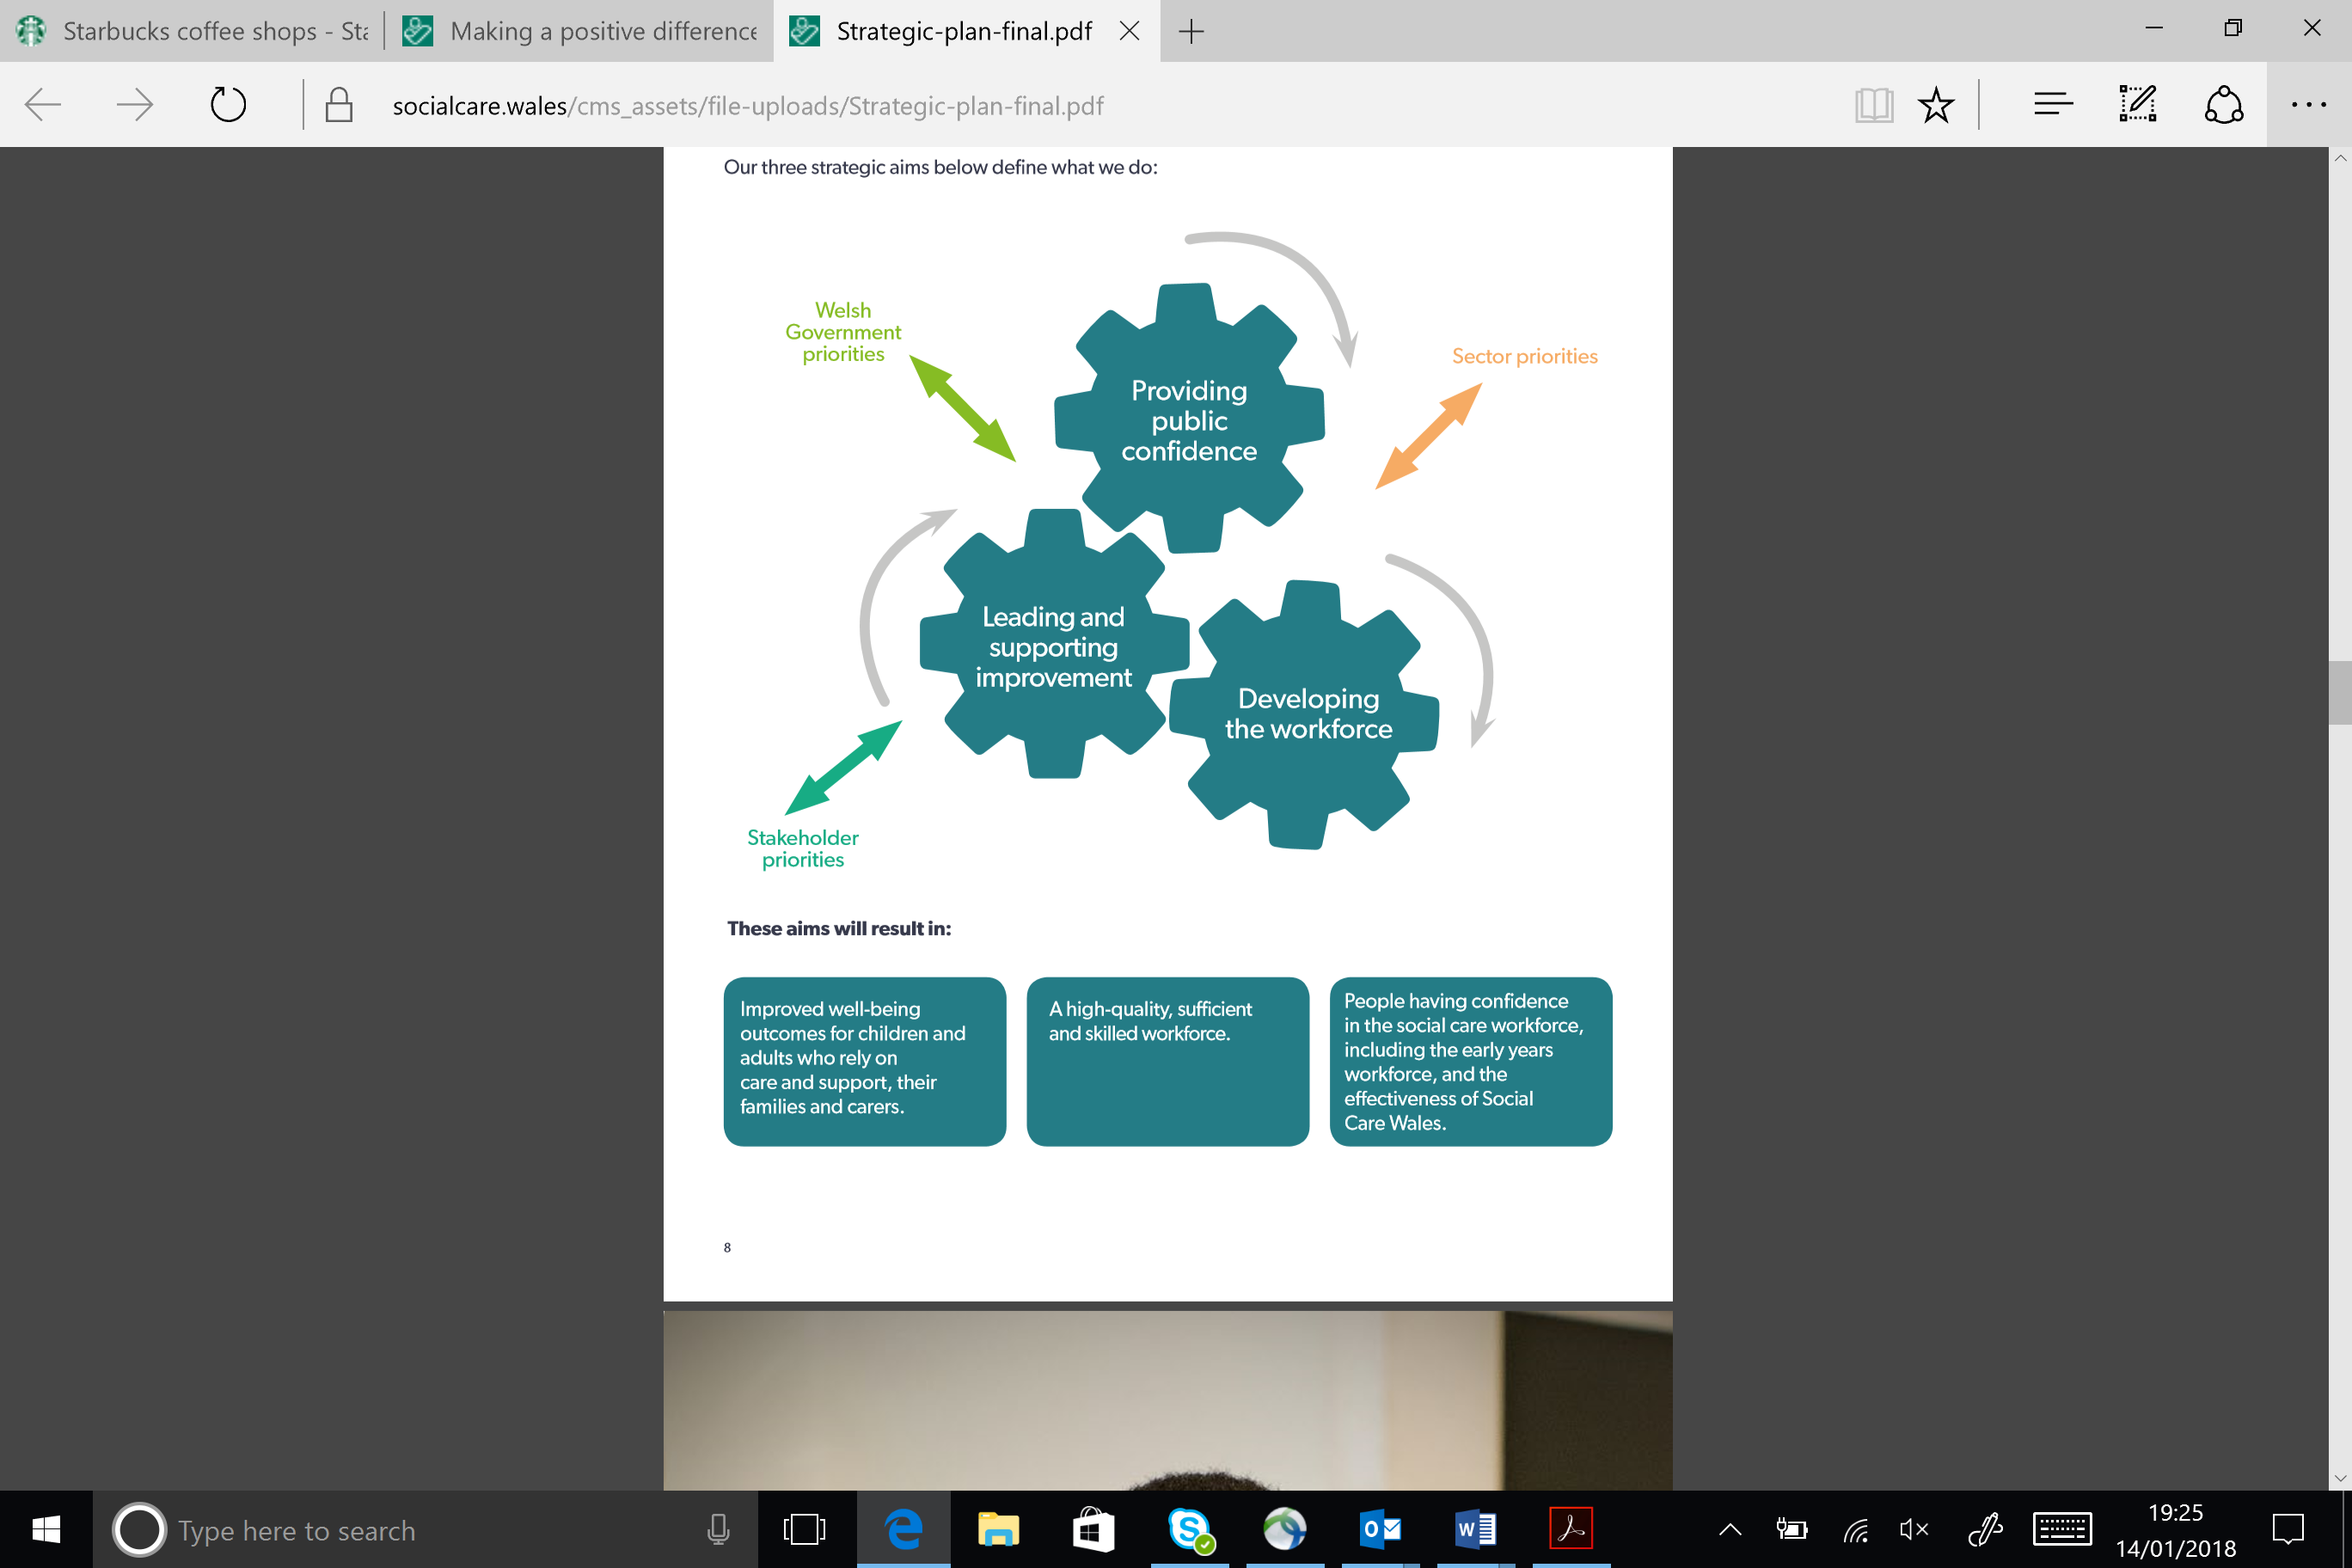 Starbucks coffee shops - Sta
Making a positive difference
Strategic-plan-final.pdf
socialcare.wales/cms_assets/file-uploads/Strategic-plan-final.pdf
Our three strategic aims below define what we do:
Welsh
Government
priorities
Sector priorities
Providing
public
confidence
Leading and
supporting
improvement
Developing
the workforce
Stakeholder
priorities
These aims will result in:
Improved well-being
outcomes for children and
adults who rely on
care and support, their
families and carers.
A high-quality, sufficient
and skilled workforce.
People having confidence
in the social care workforce,
including the early years
workforce, and the
effectiveness of Social
Care Wales.
8
Type here to search
19:25
14/01/2018